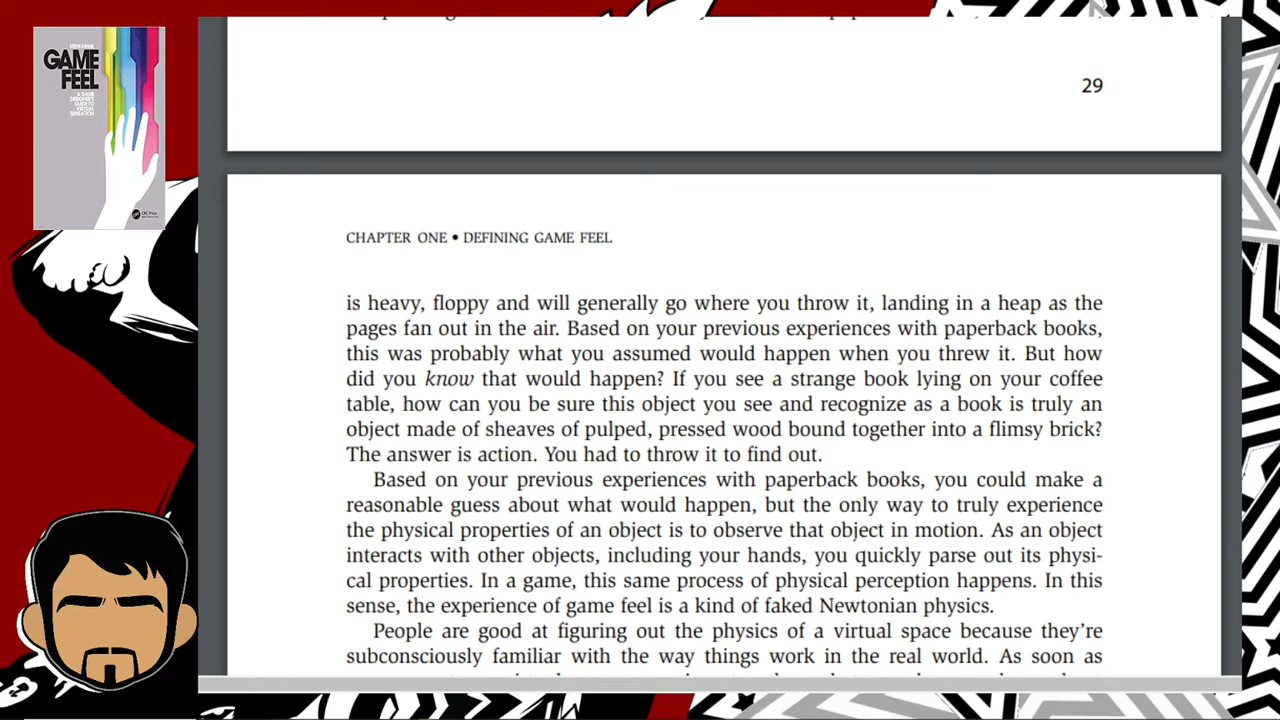 STEVE SWINK
GAME
FEEL
A GAME
DESIGNER'S
GUIDE TO
VIRTUAL
SENSATION
CRC Press
29
CHAPTER ONE • DEFINING GAME FEEL
is heavy, floppy and will generally go where you throw it, landing in a heap as the
pages fan out in the air. Based on your previous experiences with paperback books,
this was probably what you assumed would happen when you threw it. But how
did you know that would happen? If you see a strange book lying on your coffee
table, how can you be sure this object you see and recognize as a book is truly an
object made of sheaves of pulped, pressed wood bound together into a flimsy brick?
The answer is action. You had to throw it to find out.
Based on your previous experiences with paperback books, you could make a
reasonable guess about what would happen, but the only way to truly experience
the physical properties of an object is to observe that object in motion. As an object
interacts with other objects, including your hands, you quickly parse out its physi-
cal properties. In a game, this same process of physical perception happens. In this
sense, the experience of game feel is a kind of faked Newtonian physics.
People are good at figuring out the physics of a virtual space because they're
subconsciously familiar with the way things work in the real world. As soon as